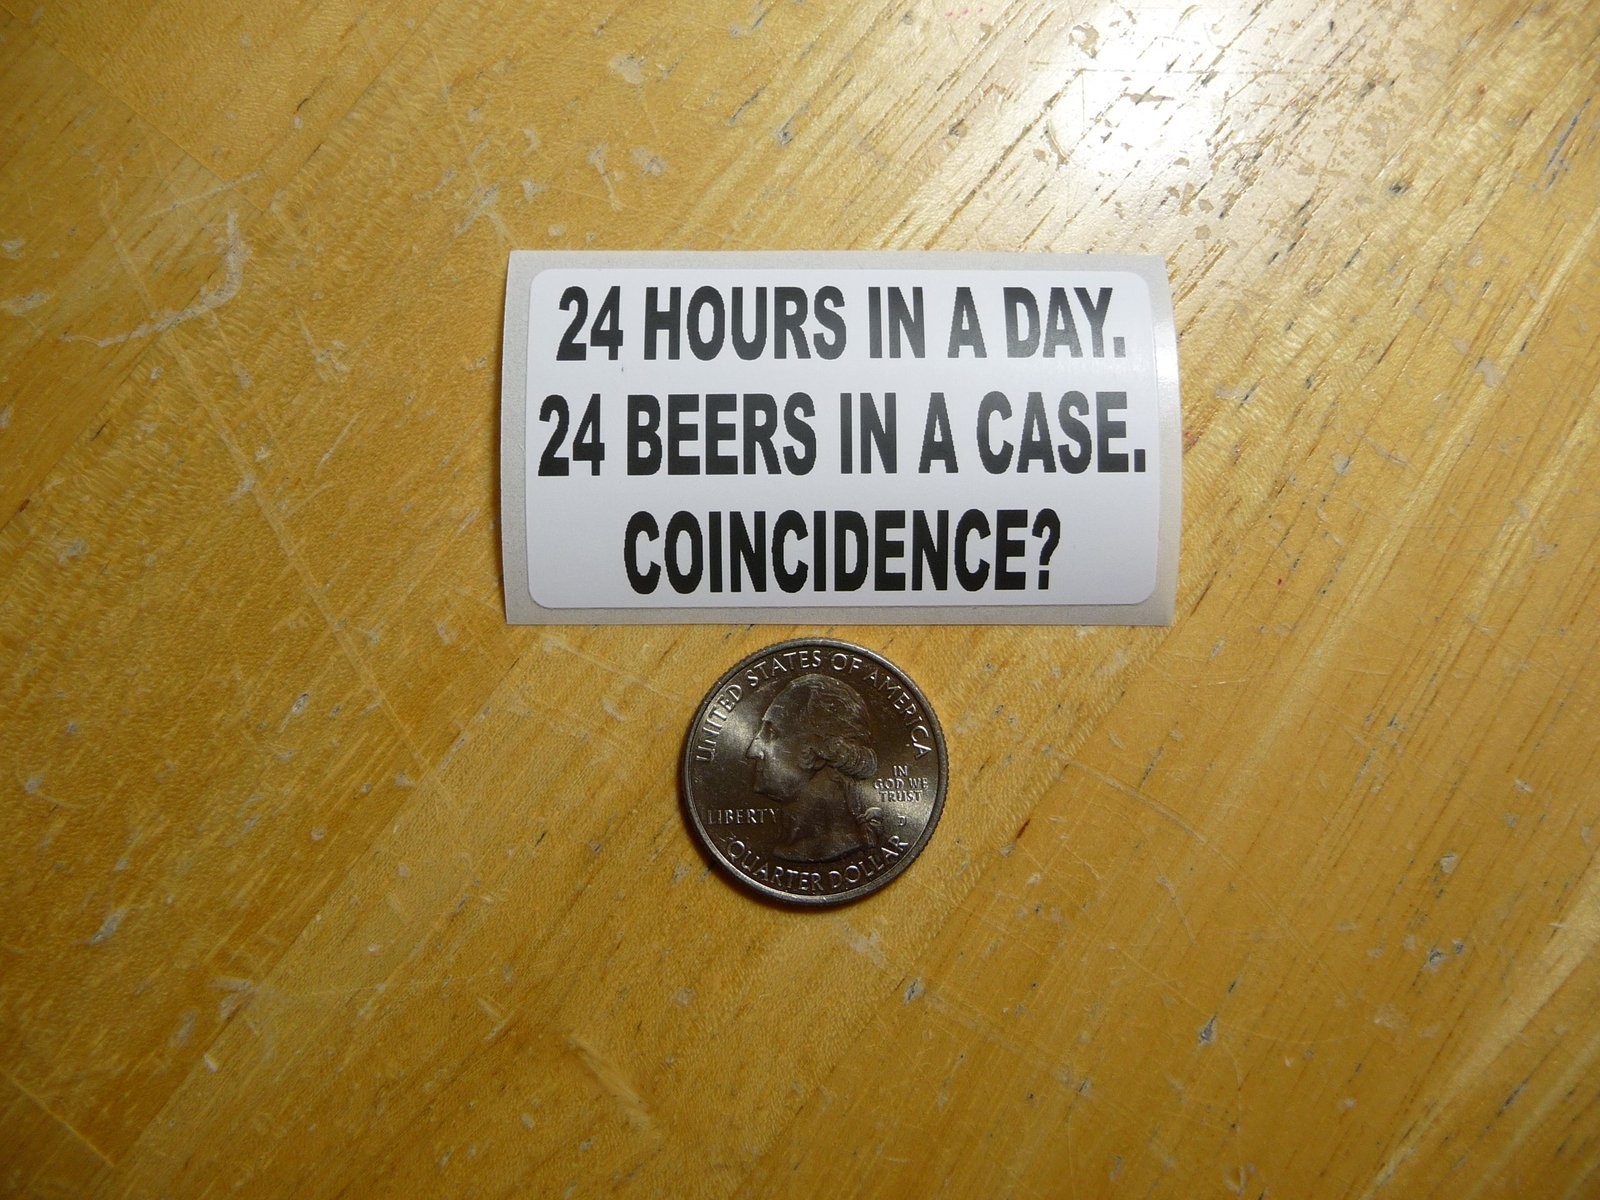 24 HOURS IN A DAY.
24 BEERS IN A CASE.
COINCIDENCE?
UNITED STATES OF AMERICA
IN
GOD WE
TRUST
LIBERTY
D
QUARTER DOLLAR